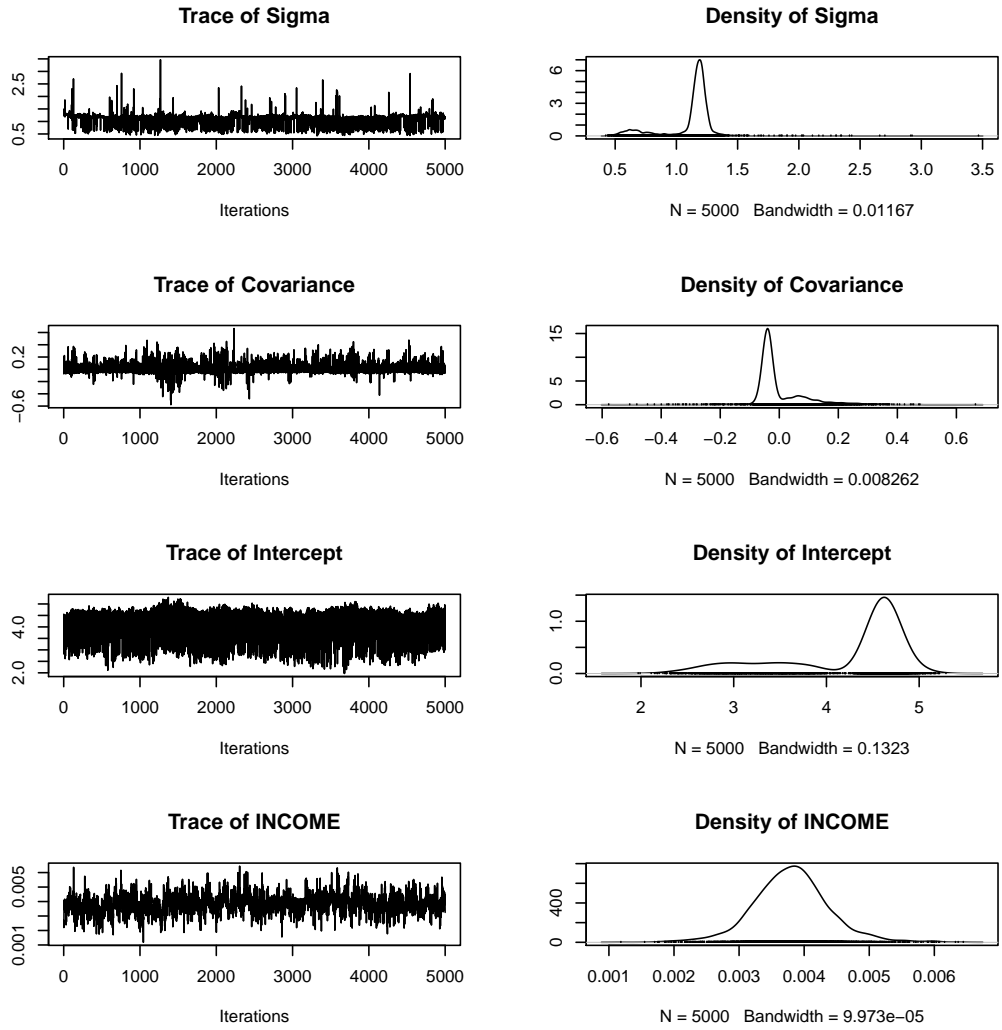 Trace of Sigma
0.5 2.5
0 1000 2000 3000 4000 5000
Iterations
Density of Sigma
0 3 6
0.5 1.0 1.5 2.0 2.5 3.0 3.5
N = 5000 Bandwidth = 0.01167
Trace of Covariance
−0.6 0.2
0 1000 2000 3000 4000 5000
Iterations
Density of Covariance
0 5 15
−0.6 −0.4 −0.2 0.0 0.2 0.4 0.6
N = 5000 Bandwidth = 0.008262
Trace of Intercept
2.0 4.0
0 1000 2000 3000 4000 5000
Iterations
Density of Intercept
0.0 1.0
2 3 4 5
N = 5000 Bandwidth = 0.1323
Trace of INCOME
0.001 0.005
0 1000 2000 3000 4000 5000
Iterations
Density of INCOME
0 400
0.001 0.002 0.003 0.004 0.005 0.006
N = 5000 Bandwidth = 9.973e−05